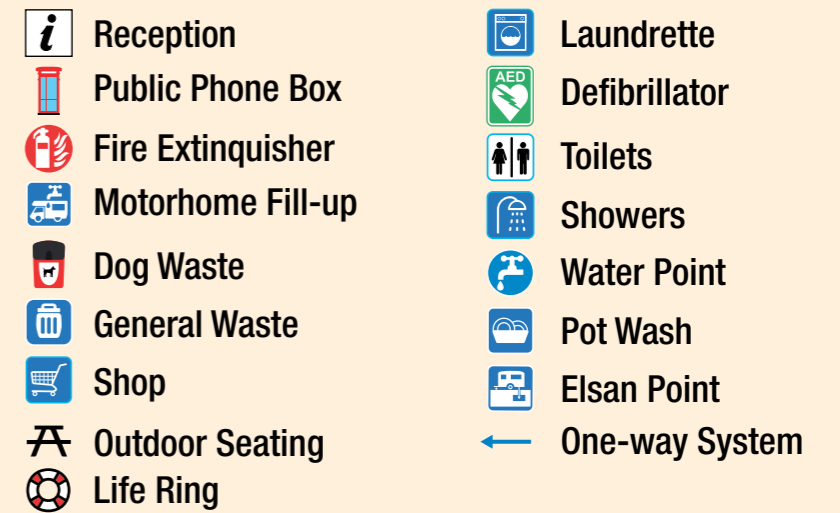 i Reception
Public Phone Box
Fire Extinquisher
Motorhome Fill-up
Dog Waste
General Waste
Shop
Outdoor Seating
Life Ring
Laundrette
AED
Defibrillator
Toilets
Showers
Water Point
Pot Wash
Elsan Point
One-way System